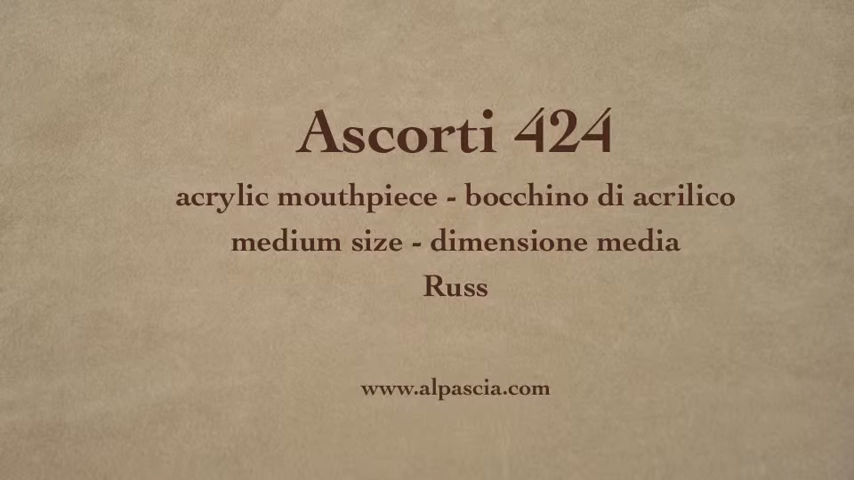 Ascorti 424
acrylic mouthpiece - bocchino di acrilico
medium size - dimensione media
Russ
www.alpascia.com